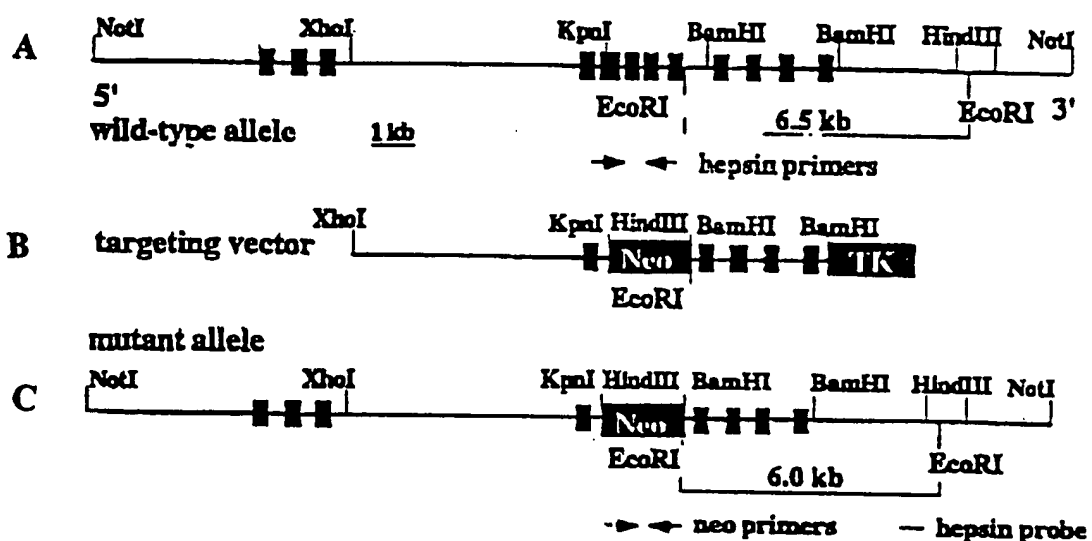 A
NotI XhoI KpnI BamHI BamHI HindIII NotI
5' EcoRI 6.5 kb EcoRI 3'
wild-type allele 1 kb
hepsin primers
XhoI KpnI HindIII BamHI BamHI
B targeting vector Neo TK
EcoRI
mutant allele
NotI XhoI KpnI HindIII BamHI BamHI HindIII NotI
C Neo
EcoRI 6.0 kb EcoRI
neo primers hepsin probe